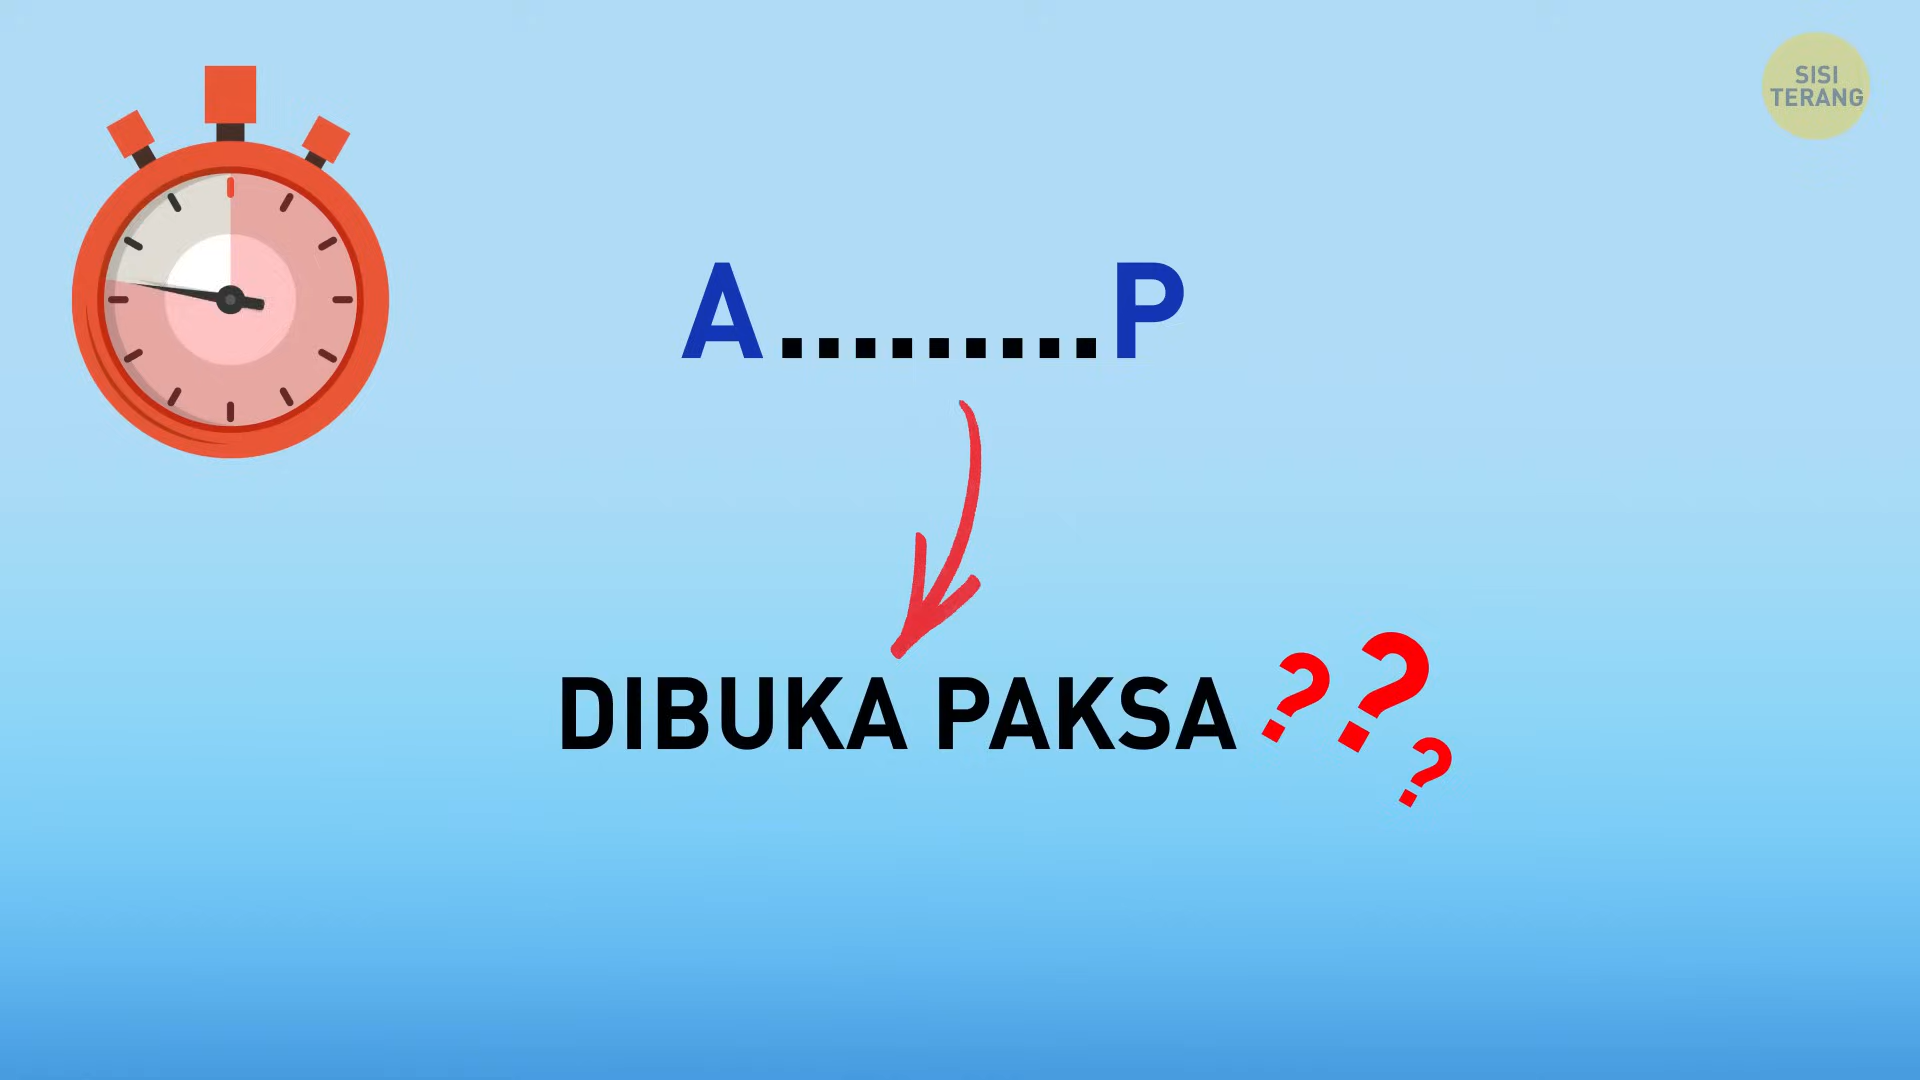 SISI
TERANG
A.........P
DIBUKA PAKSA ???